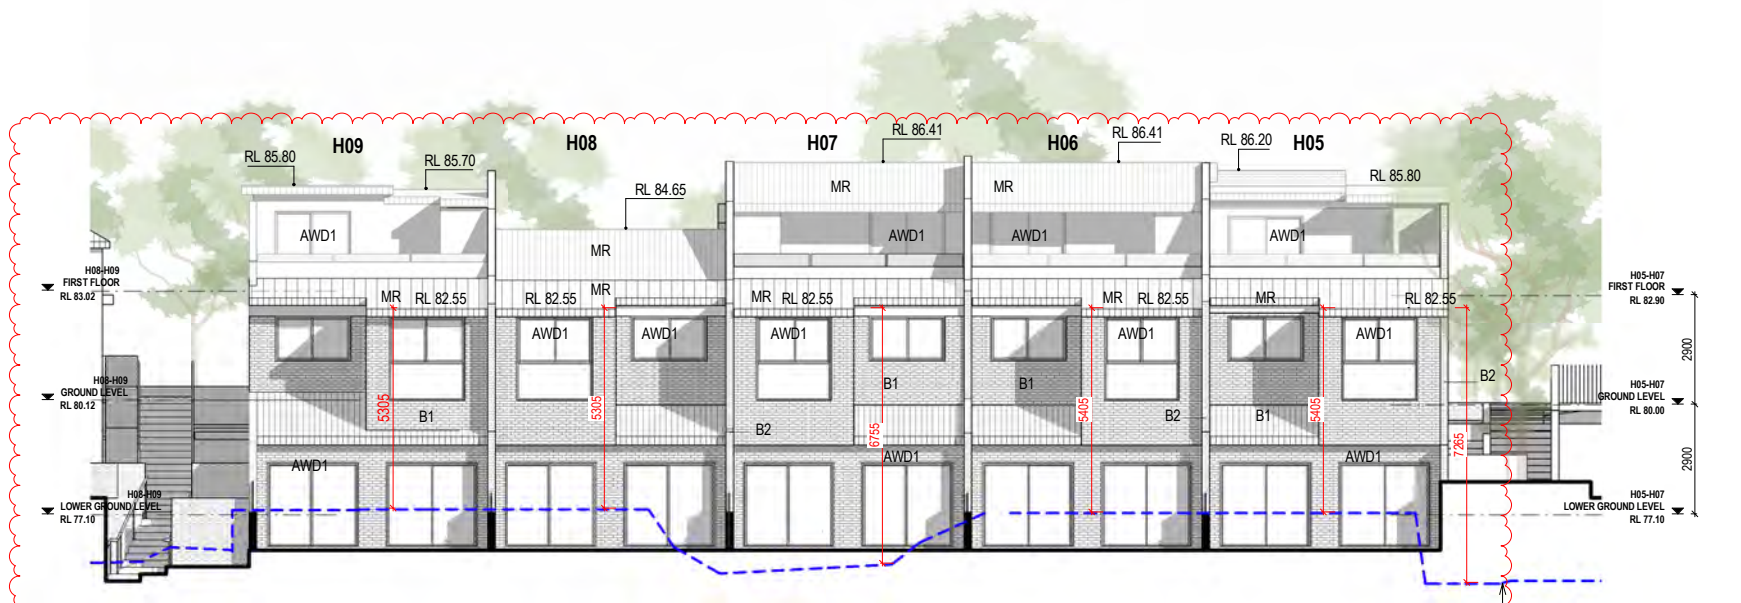 H09
H08
H07
H06
H05
RL 85.80
RL 85.70
RL 84.65
RL 86.41
RL 86.41
RL 86.20
RL 85.80
MR
MR
AWD1
MR
AWD1
AWD1
AWD1
H08-H09
FIRST FLOOR
RL 83.02
MR
RL 82.55
MR
RL 82.55
MR
RL 82.55
MR
RL 82.55
MR
RL 82.55
H05-H07
FIRST FLOOR
RL 82.90
AWD1
AWD1
AWD1
AWD1
AWD1
2900
H08-H09
GROUND LEVEL
RL 80.12
5305
B1
5305
B1
B1
5405
B2
B1
5405
B2
H05-H07
GROUND LEVEL
RL 80.00
B2
6755
7265
2900
AWD1
AWD1
AWD1
H08-H09
LOWER GROUND LEVEL
RL 77.10
H05-H07
LOWER GROUND LEVEL
RL 77.10